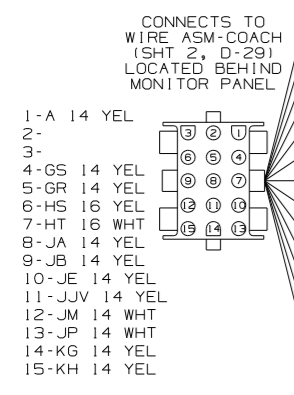 CONNECTS TO
WIRE ASM-COACH
(SHT 2, D-29)
LOCATED BEHIND
MONITOR PANEL
1-A 14 YEL
2-
3-
4-GS 14 YEL
5-GR 14 YEL
6-HS 16 YEL
7-HT 16 WHT
8-JA 14 YEL
9-JB 14 YEL
10-JE 14 YEL
11-JJV 14 YEL
12-JM 14 WHT
13-JP 14 WHT
14-KG 14 YEL
15-KH 14 YEL
3 2 1
6 5 4
9 8 7
12 11 10
15 14 13